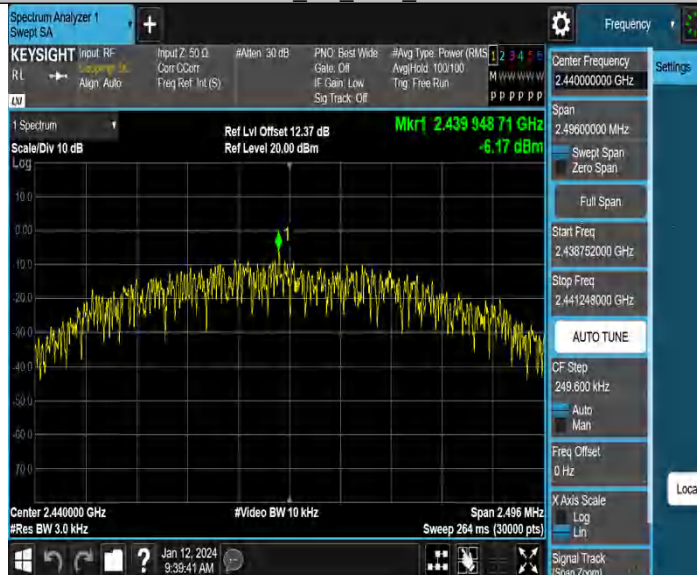 Spectrum Analyzer 1
Swept SA
+
Frequency
KEYSIGHT
Input: RF
Input Z: 50 Ω
#Atten: 30 dB
PNO: Best Wide
#Avg Type: Power (RMS
1 2 3 4 5 6
RL
Corr CCorr
Gate: Off
Avg|Hold: 100/100
M W W W W W
Align: Auto
Freq Ref: Int (S)
IF Gain: Low
Trig: Free Run
Sig Track: Off
P P P P P P
LXI
1 Spectrum
Scale/Div 10 dB
Ref Lvl Offset 12.37 dB
Ref Level 20.00 dBm
Mkr1 2.439 948 71 GHz
-6.17 dBm
Log
10.0
0.00
-10.0
-20.0
-30.0
-40.0
-50.0
-60.0
-70.0
1
Center 2.440000 GHz
#Res BW 3.0 kHz
#Video BW 10 kHz
Span 2.496 MHz
Sweep 264 ms (30000 pts)
Center Frequency
2.440000000 GHz
Settings
Span
2.49600000 MHz
Swept Span
Zero Span
Full Span
Start Freq
2.438752000 GHz
Stop Freq
2.441248000 GHz
AUTO TUNE
CF Step
249.600 kHz
Auto
Man
Freq Offset
0 Hz
X Axis Scale
Log
Lin
Signal Track
(Span Zoom)
Loca
?
Jan 12, 2024
9:39:41 AM